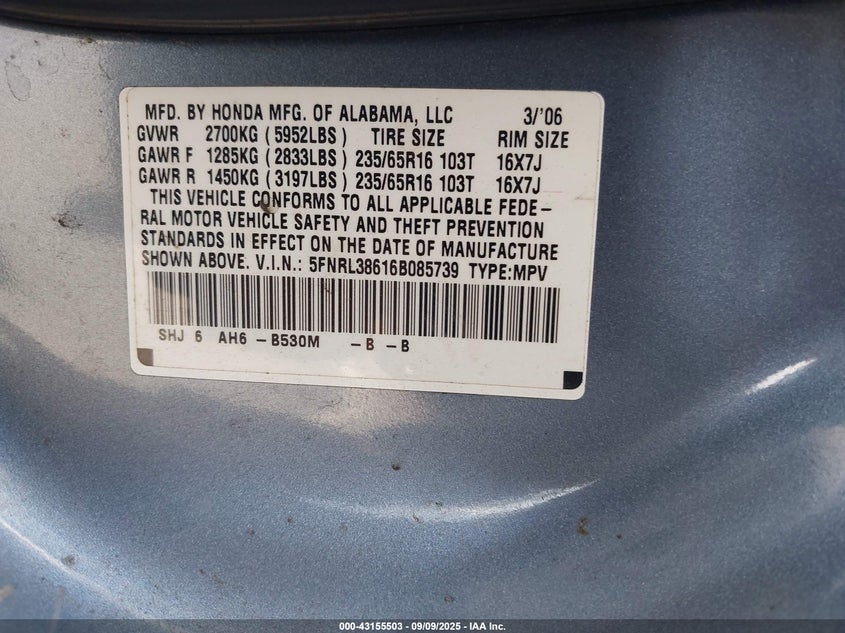 MFD. BY HONDA MFG. OF ALABAMA, LLC 3/'06
GVWR 2700KG (5952LBS) TIRE SIZE RIM SIZE
GAWR F 1285KG (2833LBS) 235/65R16 103T 16X7J
GAWR R 1450KG (3197LBS) 235/65R16 103T 16X7J
THIS VEHICLE CONFORMS TO ALL APPLICABLE FEDE-
RAL MOTOR VEHICLE SAFETY AND THEFT PREVENTION
STANDARDS IN EFFECT ON THE DATE OF MANUFACTURE
SHOWN ABOVE. V.I.N.: 5FNRL38616B085739 TYPE:MPV
SHJ 6 AH6 -B530M -B -B
000-43155503 - 09/09/2025 - IAA Inc.